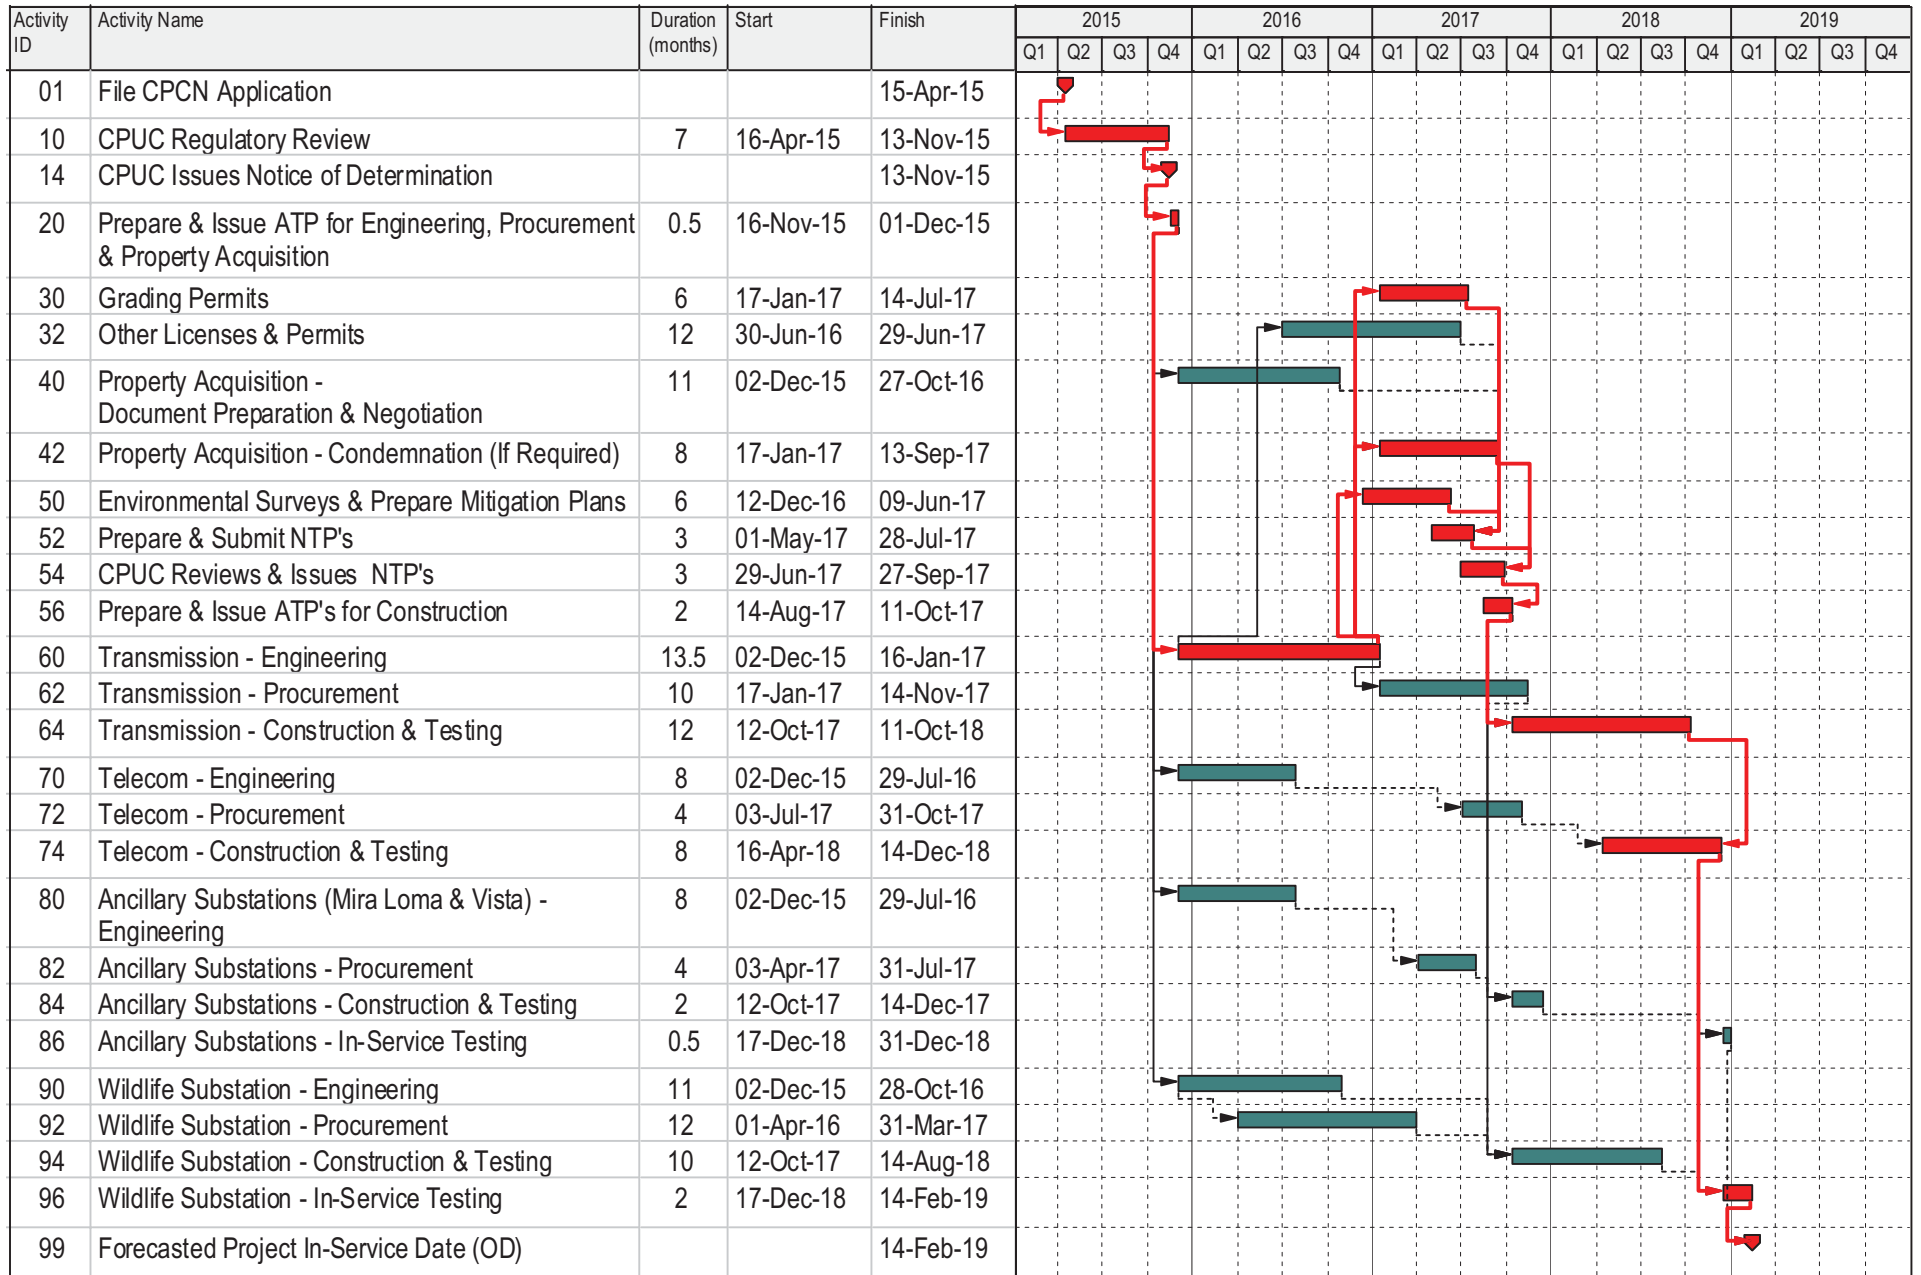 Activity ID Activity Name Duration (months) Start Finish 2015 2016 2017 2018 2019
Q1 Q2 Q3 Q4 Q1 Q2 Q3 Q4 Q1 Q2 Q3 Q4 Q1 Q2 Q3 Q4 Q1 Q2 Q3 Q4
01 File CPCN Application 15-Apr-15
10 CPUC Regulatory Review 7 16-Apr-15 13-Nov-15
14 CPUC Issues Notice of Determination 13-Nov-15
20 Prepare & Issue ATP for Engineering, Procurement 0.5 16-Nov-15 01-Dec-15
& Property Acquisition
30 Grading Permits 6 17-Jan-17 14-Jul-17
32 Other Licenses & Permits 12 30-Jun-16 29-Jun-17
40 Property Acquisition - 11 02-Dec-15 27-Oct-16
Document Preparation & Negotiation
42 Property Acquisition - Condemnation (If Required) 8 17-Jan-17 13-Sep-17
50 Environmental Surveys & Prepare Mitigation Plans 6 12-Dec-16 09-Jun-17
52 Prepare & Submit NTP's 3 01-May-17 28-Jul-17
54 CPUC Reviews & Issues NTP's 3 29-Jun-17 27-Sep-17
56 Prepare & Issue ATP's for Construction 2 14-Aug-17 11-Oct-17
60 Transmission - Engineering 13.5 02-Dec-15 16-Jan-17
62 Transmission - Procurement 10 17-Jan-17 14-Nov-17
64 Transmission - Construction & Testing 12 12-Oct-17 11-Oct-18
70 Telecom - Engineering 8 02-Dec-15 29-Jul-16
72 Telecom - Procurement 4 03-Jul-17 31-Oct-17
74 Telecom - Construction & Testing 8 16-Apr-18 14-Dec-18
80 Ancillary Substations (Mira Loma & Vista) - 8 02-Dec-15 29-Jul-16
Engineering
82 Ancillary Substations - Procurement 4 03-Apr-17 31-Jul-17
84 Ancillary Substations - Construction & Testing 2 12-Oct-17 14-Dec-17
86 Ancillary Substations - In-Service Testing 0.5 17-Dec-18 31-Dec-18
90 Wildlife Substation - Engineering 11 02-Dec-15 28-Oct-16
92 Wildlife Substation - Procurement 12 01-Apr-16 31-Mar-17
94 Wildlife Substation - Construction & Testing 10 12-Oct-17 14-Aug-18
96 Wildlife Substation - In-Service Testing 2 17-Dec-18 14-Feb-19
99 Forecasted Project In-Service Date (OD) 14-Feb-19